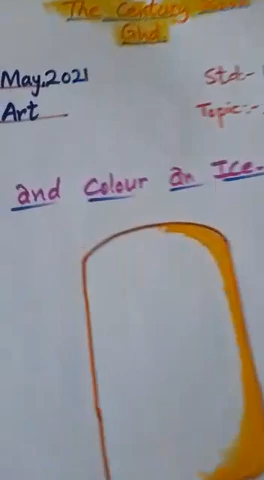 The Century
Ghd.
May.2021
Std:-
Art
Topic:-
and Colour an Ice-